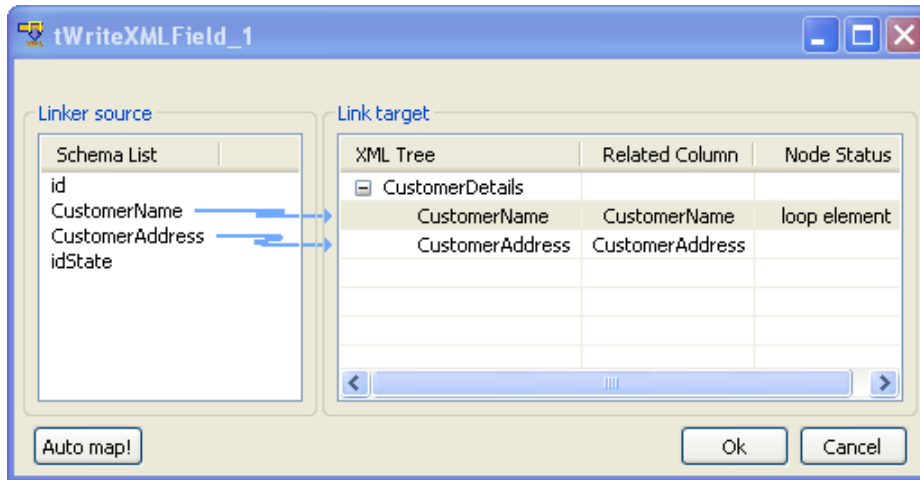 tWriteXMLField_1
Linker source
Schema List
id
CustomerName
CustomerAddress
idState
Link target
XML Tree Related Column Node Status
CustomerDetails
CustomerName CustomerName loop element
CustomerAddress CustomerAddress
Auto map! Ok Cancel